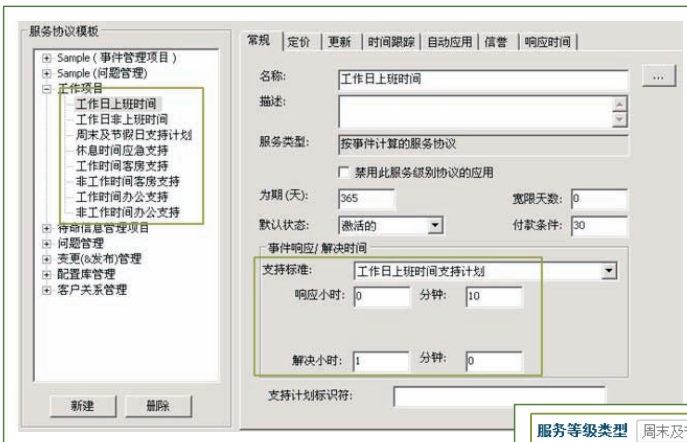 服务协议模板
Sample ( 事件管理项目 )
Sample (问题管理)
工作项目
工作日上班时间
工作日非上班时间
周末及节假日支持计划
休息时间应急支持
工作时间客房支持
非工作时间客房支持
工作时间办公支持
非工作时间办公支持
待命信息管理项目
问题管理
变更(&发布)管理
配置库管理
客户关系管理
新建 删除
常规 定价 更新 时间跟踪 自动应用 信誉 响应时间
名称: 工作日上班时间 ...
描述:
服务类型: 按事件计算的服务协议
禁用此服务级别协议的应用
为期(天): 365 宽限天数: 0
默认状态: 激活的 付款条件: 30
事件响应/ 解决时间
支持标准: 工作日上班时间支持计划
响应小时: 0 分钟: 10
解决小时: 1 分钟: 0
支持计划标识符:
服务等级类型 周末及